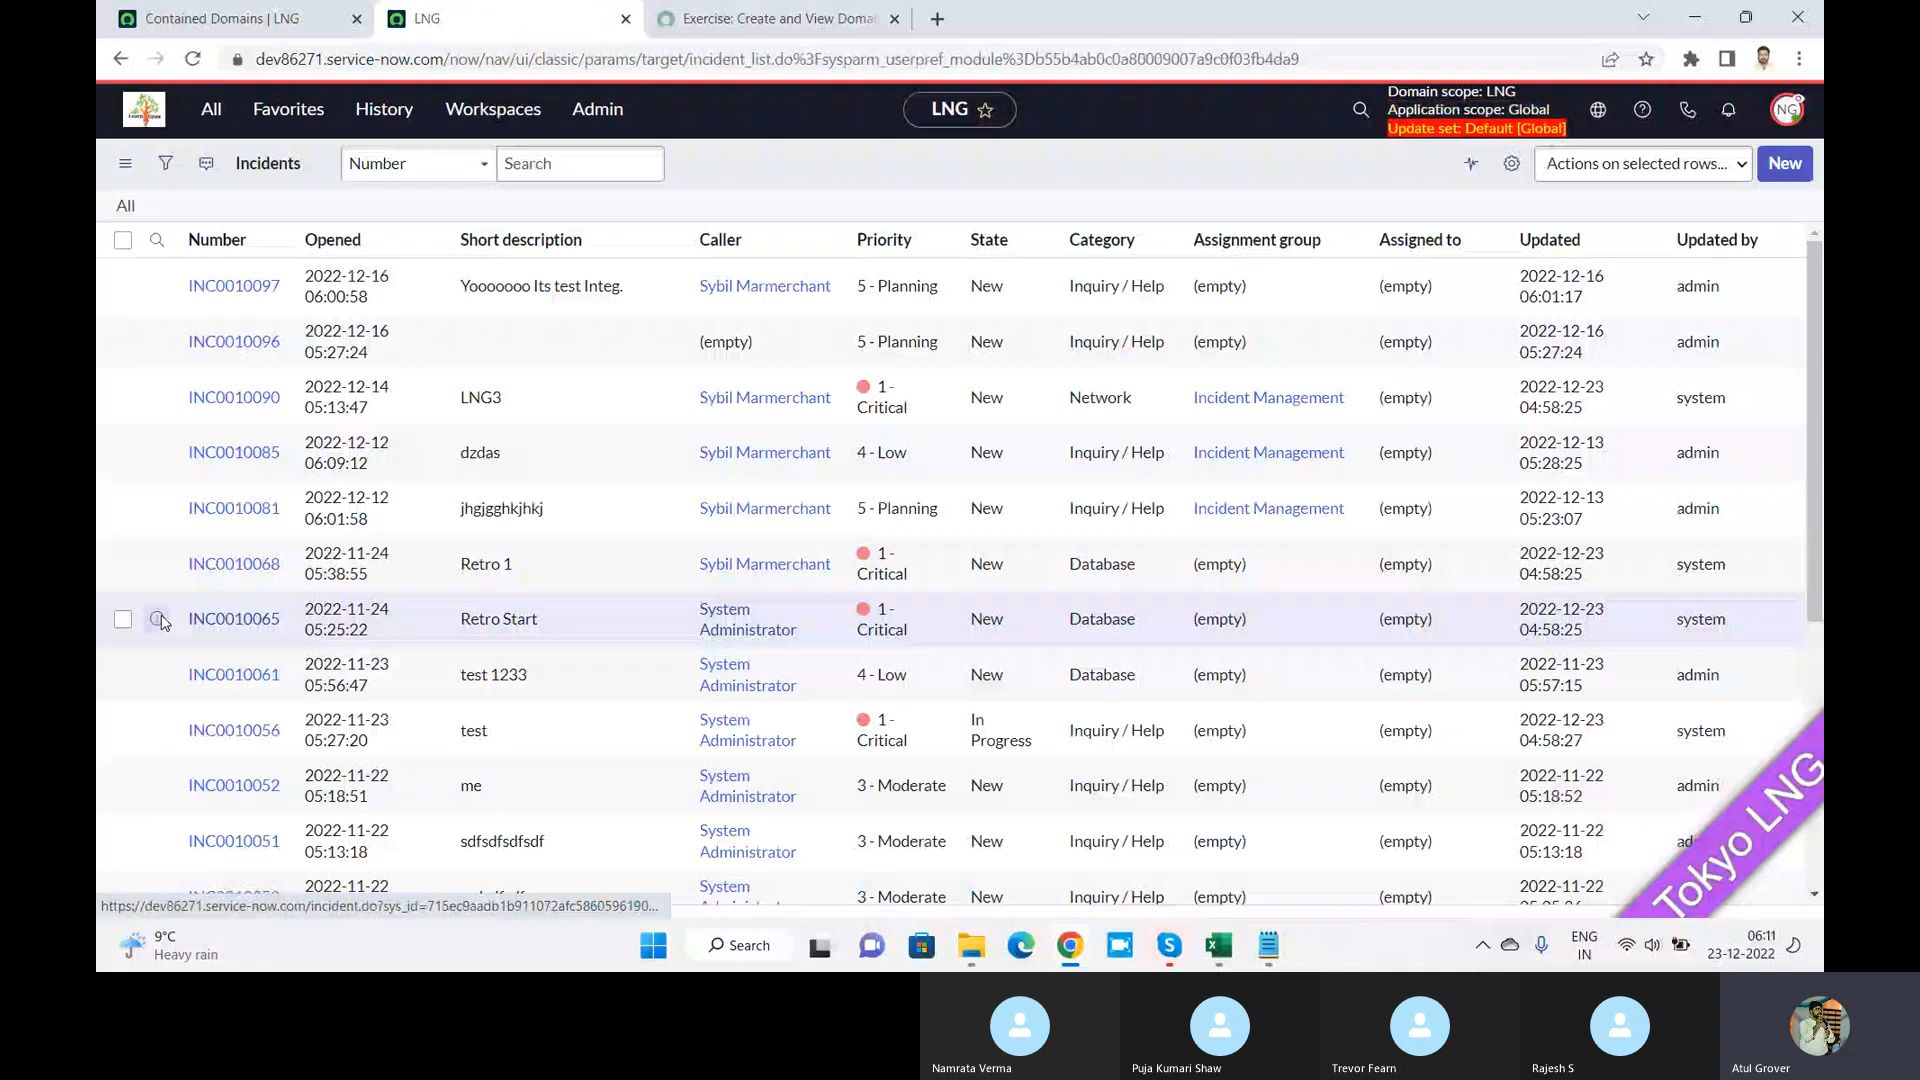 Contained Domains | LNG
LNG
Exercise: Create and View Doma
dev86271.service-now.com/now/nav/ui/classic/params/target/incident_list.do%3Fsysparm_userpref_module%3Db55b4ab0c0a80009007a9c0f03fb4da9
All Favorites History Workspaces Admin
LNG
Domain scope: LNG
Application scope: Global
Update set: Default [Global]
NG
Incidents
Number
Search
Actions on selected rows...
New
All
Number Opened Short description Caller Priority State Category Assignment group Assigned to Updated Updated by
INC0010097 2022-12-16 06:00:58 Yooooooo Its test Integ. Sybil Marmerchant 5 - Planning New Inquiry / Help (empty) (empty) 2022-12-16 06:01:17 admin
INC0010096 2022-12-16 05:27:24 (empty) 5 - Planning New Inquiry / Help (empty) (empty) 2022-12-16 05:27:24 admin
INC0010090 2022-12-14 05:13:47 LNG3 Sybil Marmerchant 1 - Critical New Network Incident Management (empty) 2022-12-23 04:58:25 system
INC0010085 2022-12-12 06:09:12 dzdas Sybil Marmerchant 4 - Low New Inquiry / Help Incident Management (empty) 2022-12-13 05:28:25 admin
INC0010081 2022-12-12 06:01:58 jhgjgghkjhkj Sybil Marmerchant 5 - Planning New Inquiry / Help Incident Management (empty) 2022-12-13 05:23:07 admin
INC0010068 2022-11-24 05:38:55 Retro 1 Sybil Marmerchant 1 - Critical New Database (empty) (empty) 2022-12-23 04:58:25 system
INC0010065 2022-11-24 05:25:22 Retro Start System Administrator 1 - Critical New Database (empty) (empty) 2022-12-23 04:58:25 system
INC0010061 2022-11-23 05:56:47 test 1233 System Administrator 4 - Low New Database (empty) (empty) 2022-11-23 05:57:15 admin
INC0010056 2022-11-23 05:27:20 test System Administrator 1 - Critical In Progress Inquiry / Help (empty) (empty) 2022-12-23 04:58:27 system
INC0010052 2022-11-22 05:18:51 me System Administrator 3 - Moderate New Inquiry / Help (empty) (empty) 2022-11-22 05:18:52 admin
INC0010051 2022-11-22 05:13:18 sdfsdfsdfsdf System Administrator 3 - Moderate New Inquiry / Help (empty) (empty) 2022-11-22 05:13:18
2022-11-22 System 3 - Moderate New Inquiry / Help (empty) (empty) 2022-11-22
Tokyo LNG
https://dev86271.service-now.com/incident.do?sys_id=715ec9aadb1b911072afc5860596190...
9°C
Heavy rain
Search
ENG
IN
06:11
23-12-2022
Namrata Verma
Puja Kumari Shaw
Trevor Fearn
Rajesh S
Atul Grover